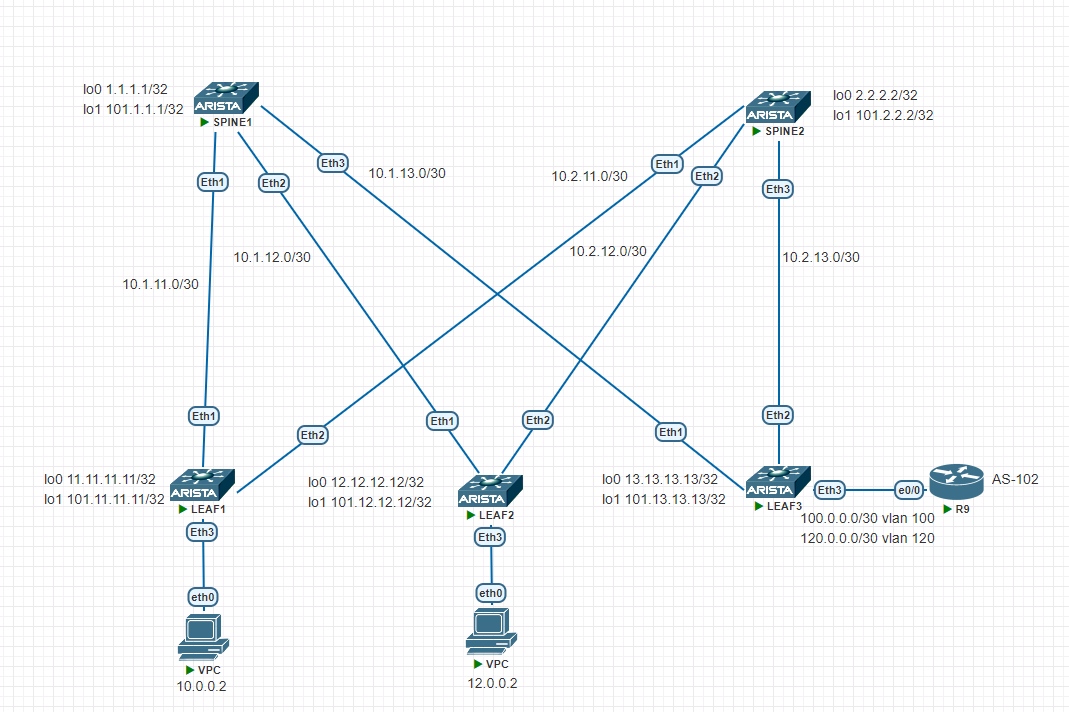 lo0 1.1.1.1/32
lo1 101.1.1.1/32
ARISTA
SPINE1
ARISTA
SPINE2
lo0 2.2.2.2/32
lo1 101.2.2.2/32
Eth1
Eth2
Eth3
10.1.13.0/30
10.2.11.0/30
Eth1
Eth2
Eth3
10.1.11.0/30
10.1.12.0/30
10.2.12.0/30
10.2.13.0/30
Eth1
Eth2
Eth1
Eth2
Eth1
Eth2
lo0 11.11.11.11/32
lo1 101.11.11.11/32
ARISTA
LEAF1
lo0 12.12.12.12/32
lo1 101.12.12.12/32
ARISTA
LEAF2
lo0 13.13.13.13/32
lo1 101.13.13.13/32
ARISTA
LEAF3
Eth3
e0/0
AS-102
R9
100.0.0.0/30 vlan 100
120.0.0.0/30 vlan 120
Eth3
eth0
VPC
10.0.0.2
Eth3
eth0
VPC
12.0.0.2